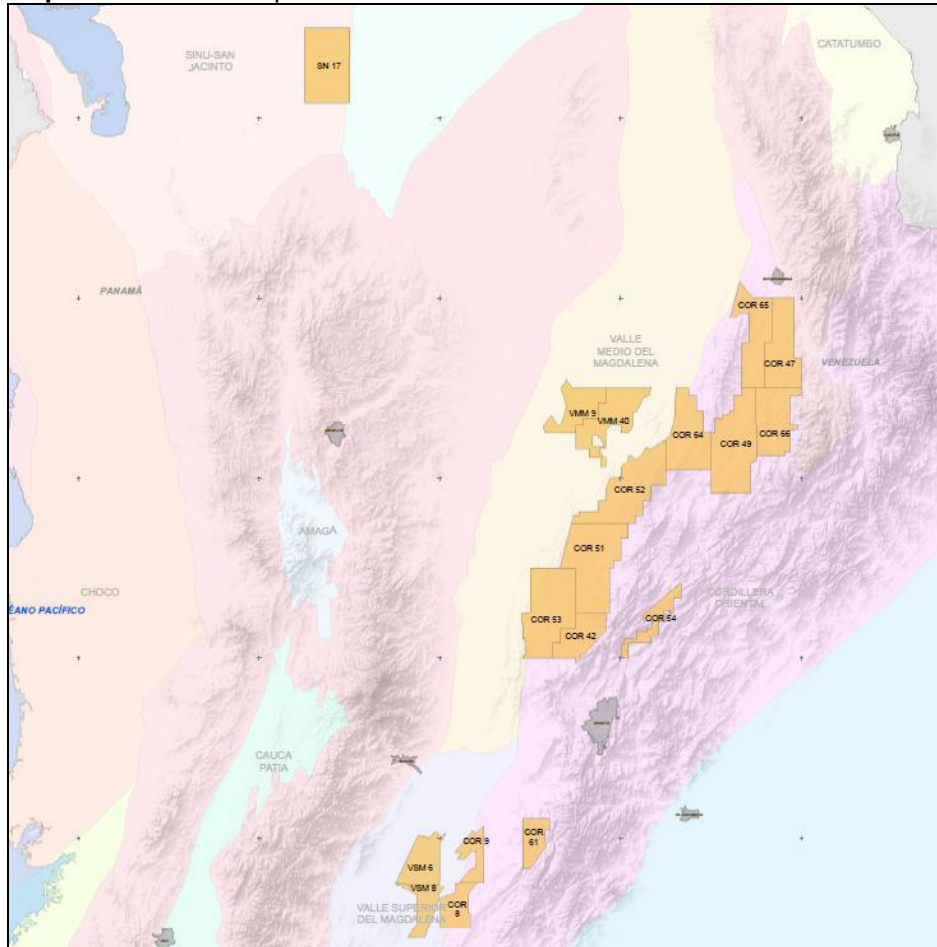 CATATUMBO
SINU-SAN
JACINTO
SN 17
PANAMÁ
COR 65
VALLE
MEDIO DEL
MAGDALENA
COR 47
VENEZUELA
VMM 9
VMM 40
COR 64
COR 49
COR 66
COR 52
AMAGÁ
COR 51
CHOCO
CORDILLERA
ORIENTAL
ÉANO PACÍFICO
COR 53
COR 54
COR 42
CAUCA
PATIA
COR 9
COR
61
VSM 6
VSM 8
VALLE SUPERIOR
DEL MAGDALENA
COR
8